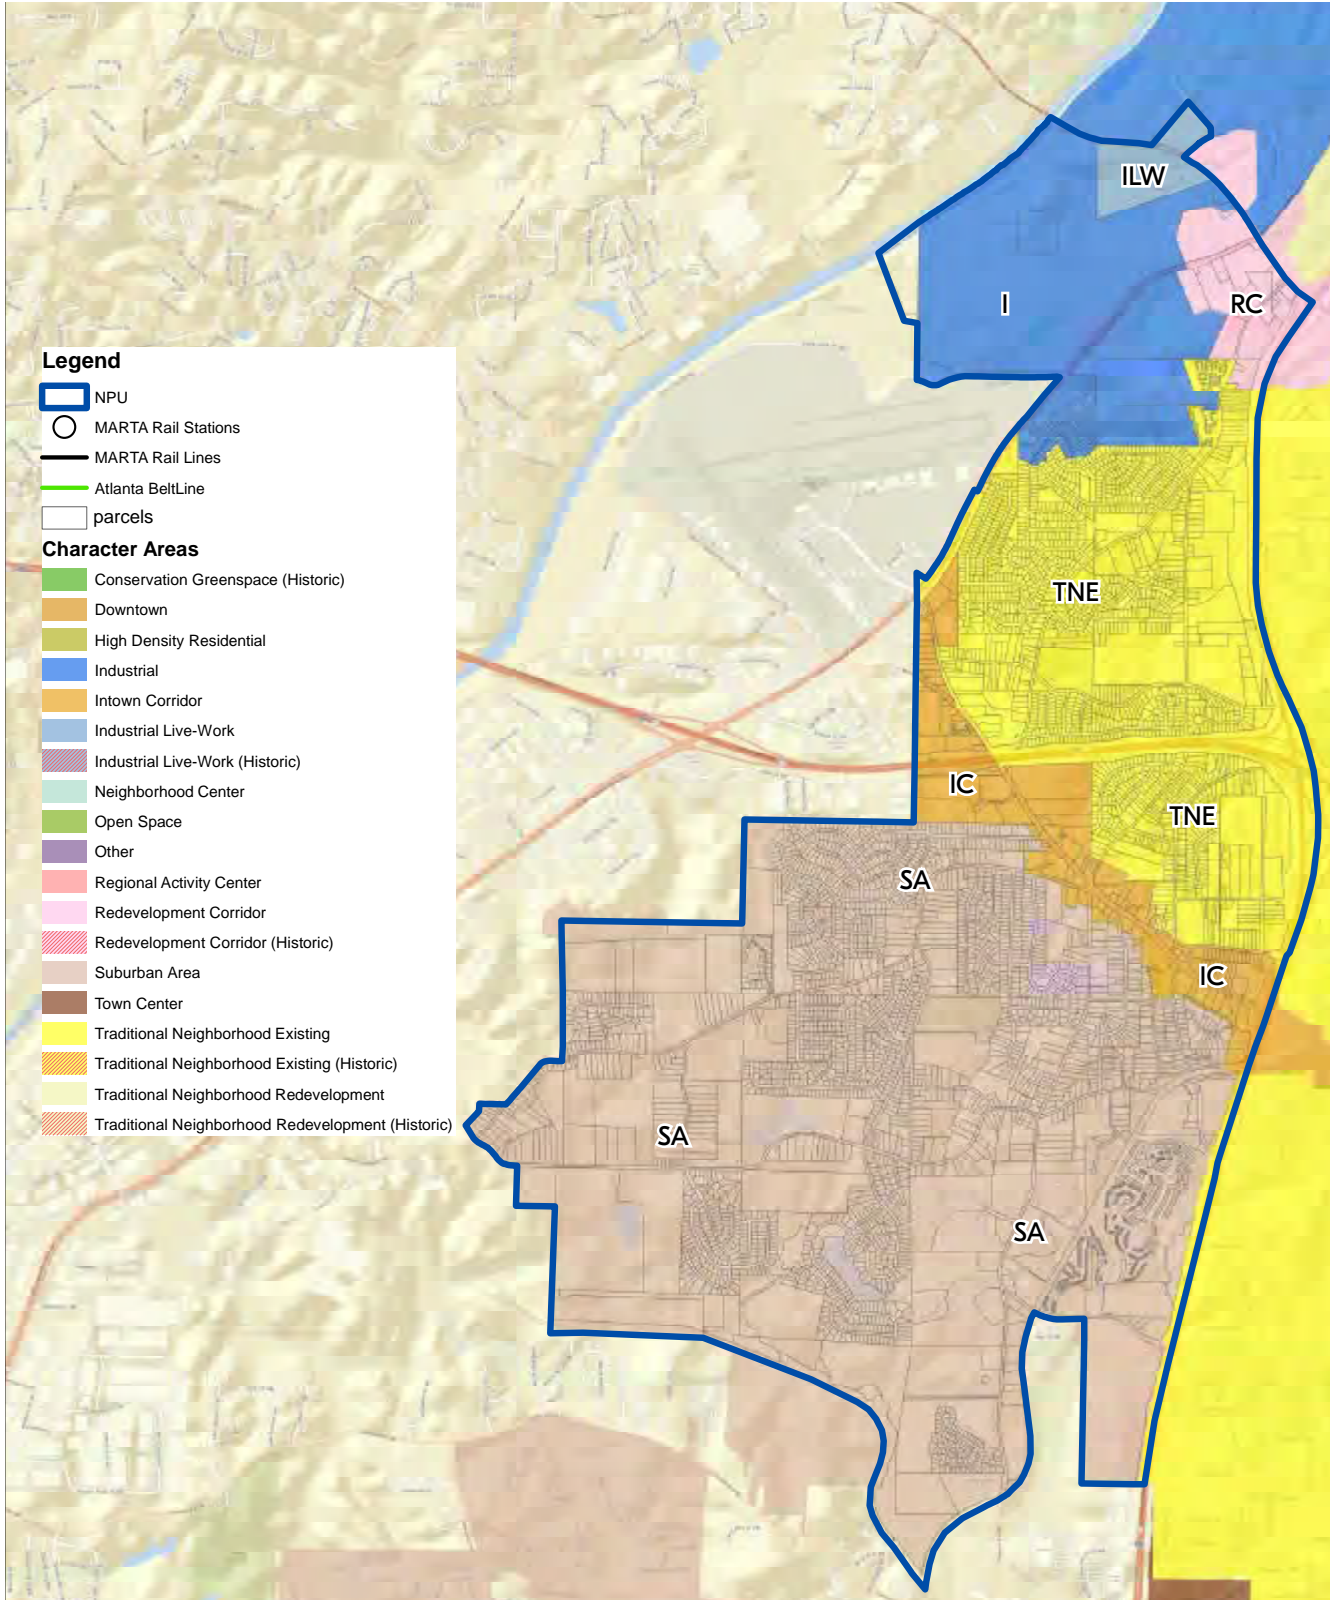 ILW
I
RC
Legend
NPU
MARTA Rail Stations
MARTA Rail Lines
Atlanta BeltLine
parcels
Character Areas
Conservation Greenspace (Historic)
Downtown
High Density Residential
Industrial
Intown Corridor
Industrial Live-Work
Industrial Live-Work (Historic)
Neighborhood Center
Open Space
Other
Regional Activity Center
Redevelopment Corridor
Redevelopment Corridor (Historic)
Suburban Area
Town Center
Traditional Neighborhood Existing
Traditional Neighborhood Existing (Historic)
Traditional Neighborhood Redevelopment
Traditional Neighborhood Redevelopment (Historic)
TNE
IC
TNE
SA
IC
SA
SA